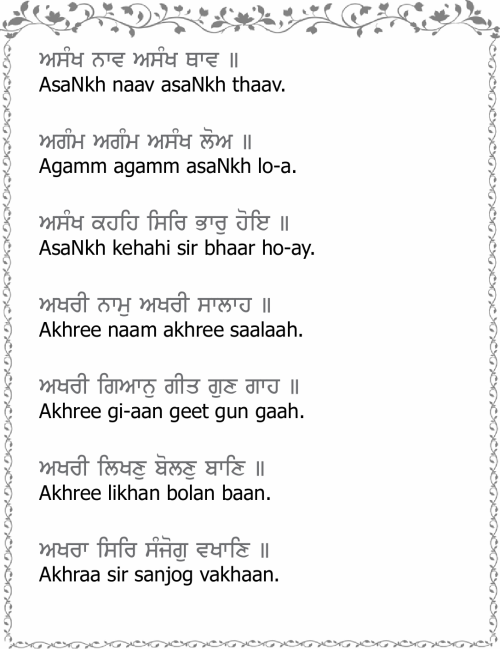 ਅਸੰਖ ਨਾਵ ਅਸੰਖ ਥਾਵ ॥
AsaNkh naav asaNkh thaav.
ਅਗੰਮ ਅਗੰਮ ਅਸੰਖ ਲੋਅ ॥
Agamm agamm asaNkh lo-a.
ਅਸੰਖ ਕਹਹਿ ਸਿਰਿ ਭਾਰੁ ਹੋਇ ॥
AsaNkh kehahi sir bhaar ho-ay.
ਅਖਰੀ ਨਾਮੁ ਅਖਰੀ ਸਾਲਾਹ ॥
Akhree naam akhree saalaah.
ਅਖਰੀ ਗਿਆਨੁ ਗੀਤ ਗੁਣ ਗਾਹ ॥
Akhree gi-aan geet gun gaah.
ਅਖਰੀ ਲਿਖਣੁ ਬੋਲਣੁ ਬਾਣਿ ॥
Akhree likhan bolan baan.
ਅਖਰਾ ਸਿਰਿ ਸੰਜੋਗੁ ਵਖਾਣਿ ॥
Akhraa sir sanjog vakhaan.